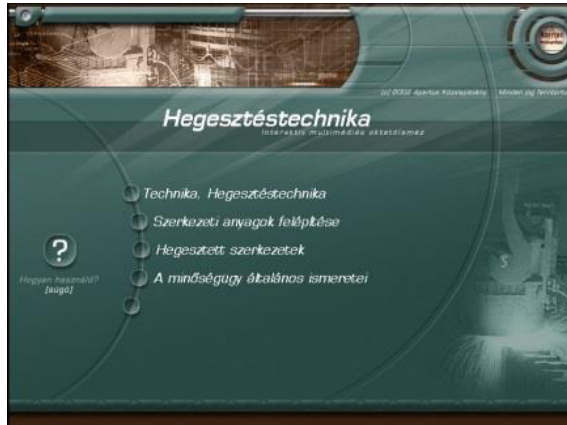 (c) 2002 Apertus Közalapítvány Minden jog fenntartva
Hegesztéstechnika
Interaktív multimédiás oktatólemez
Technika, Hegesztéstechnika
Szerkezeti anyagok felépítése
Hegesztett szerkezetek
A minőségügy általános ismeretei
?
Hogyan használd?
[súgó]